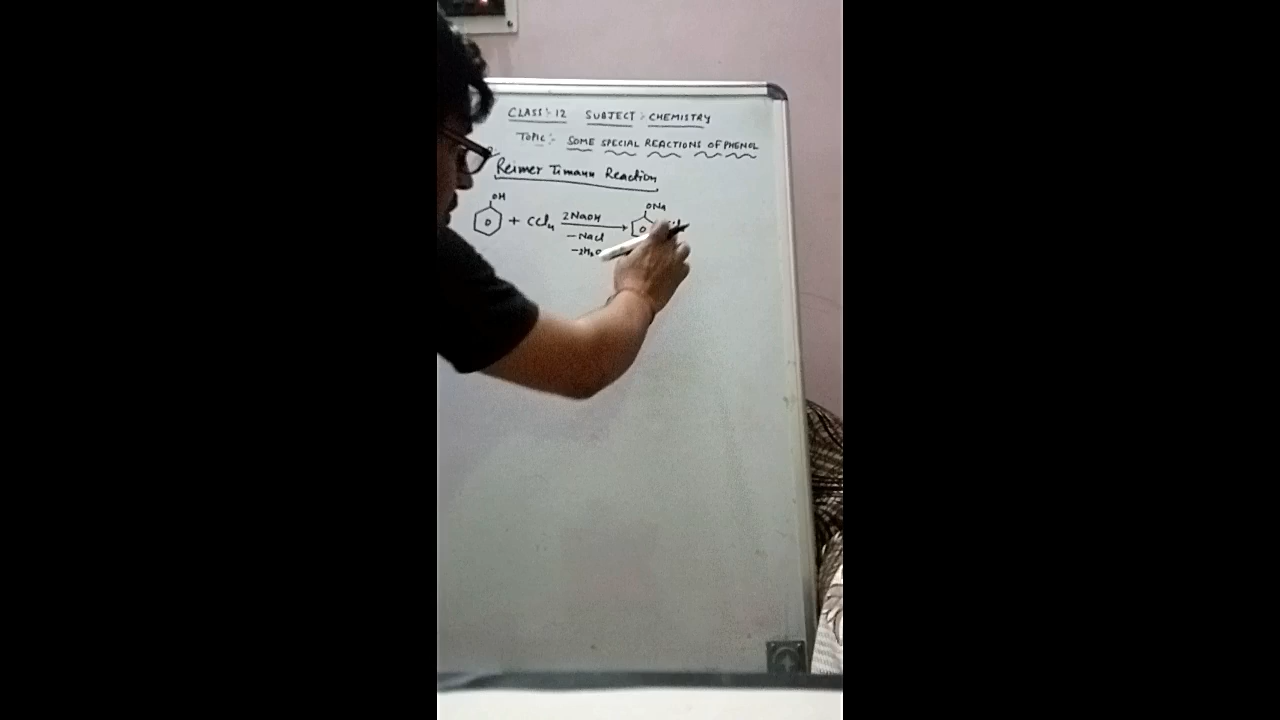 CLASS:- 12 SUBJECT:- CHEMISTRY
TOPIC:- SOME SPECIAL REACTIONS OF PHENOL
Reimer Timann Reaction
OH
+ CCl4 2NaOH
ONa
-NaCl
-2H2O